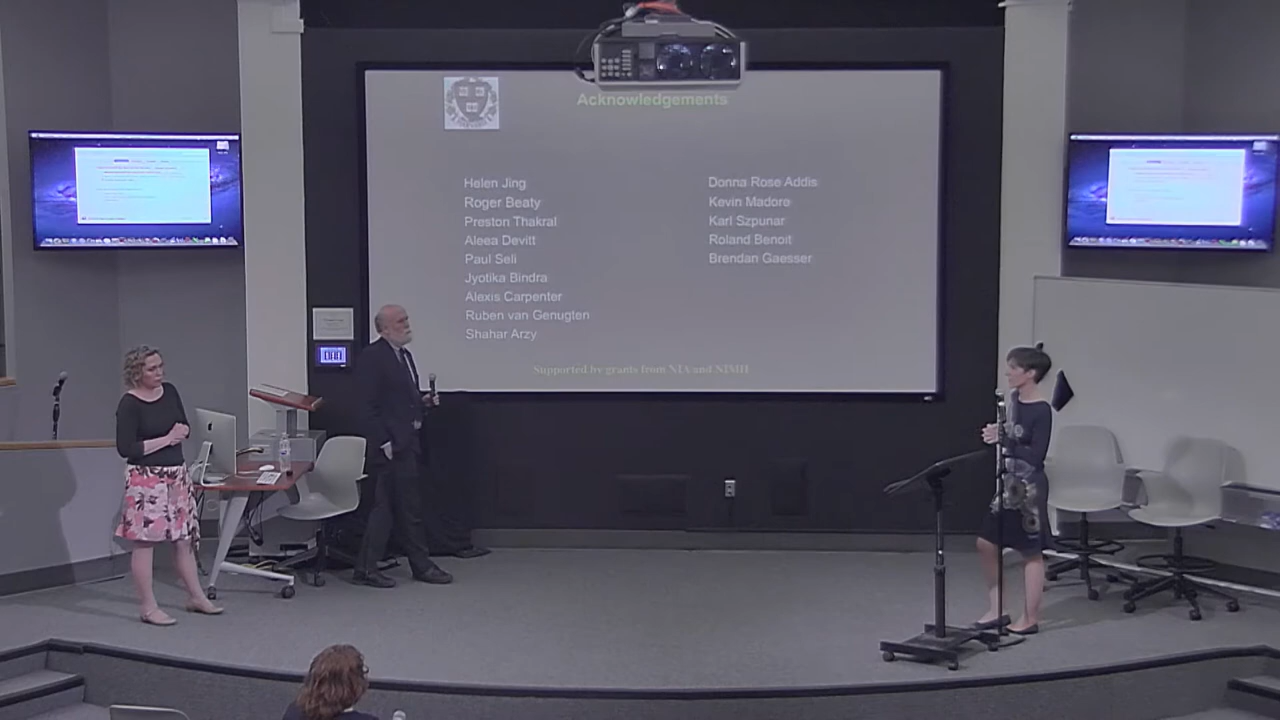 Acknowledgements
Helen Jing
Roger Beaty
Preston Thakral
Aleea Devitt
Paul Seli
Jyotika Bindra
Alexis Carpenter
Ruben van Genugten
Shahar Arzy
Donna Rose Addis
Kevin Madore
Karl Szpunar
Roland Benoit
Brendan Gaesser
Supported by grants from NIA and NIMH